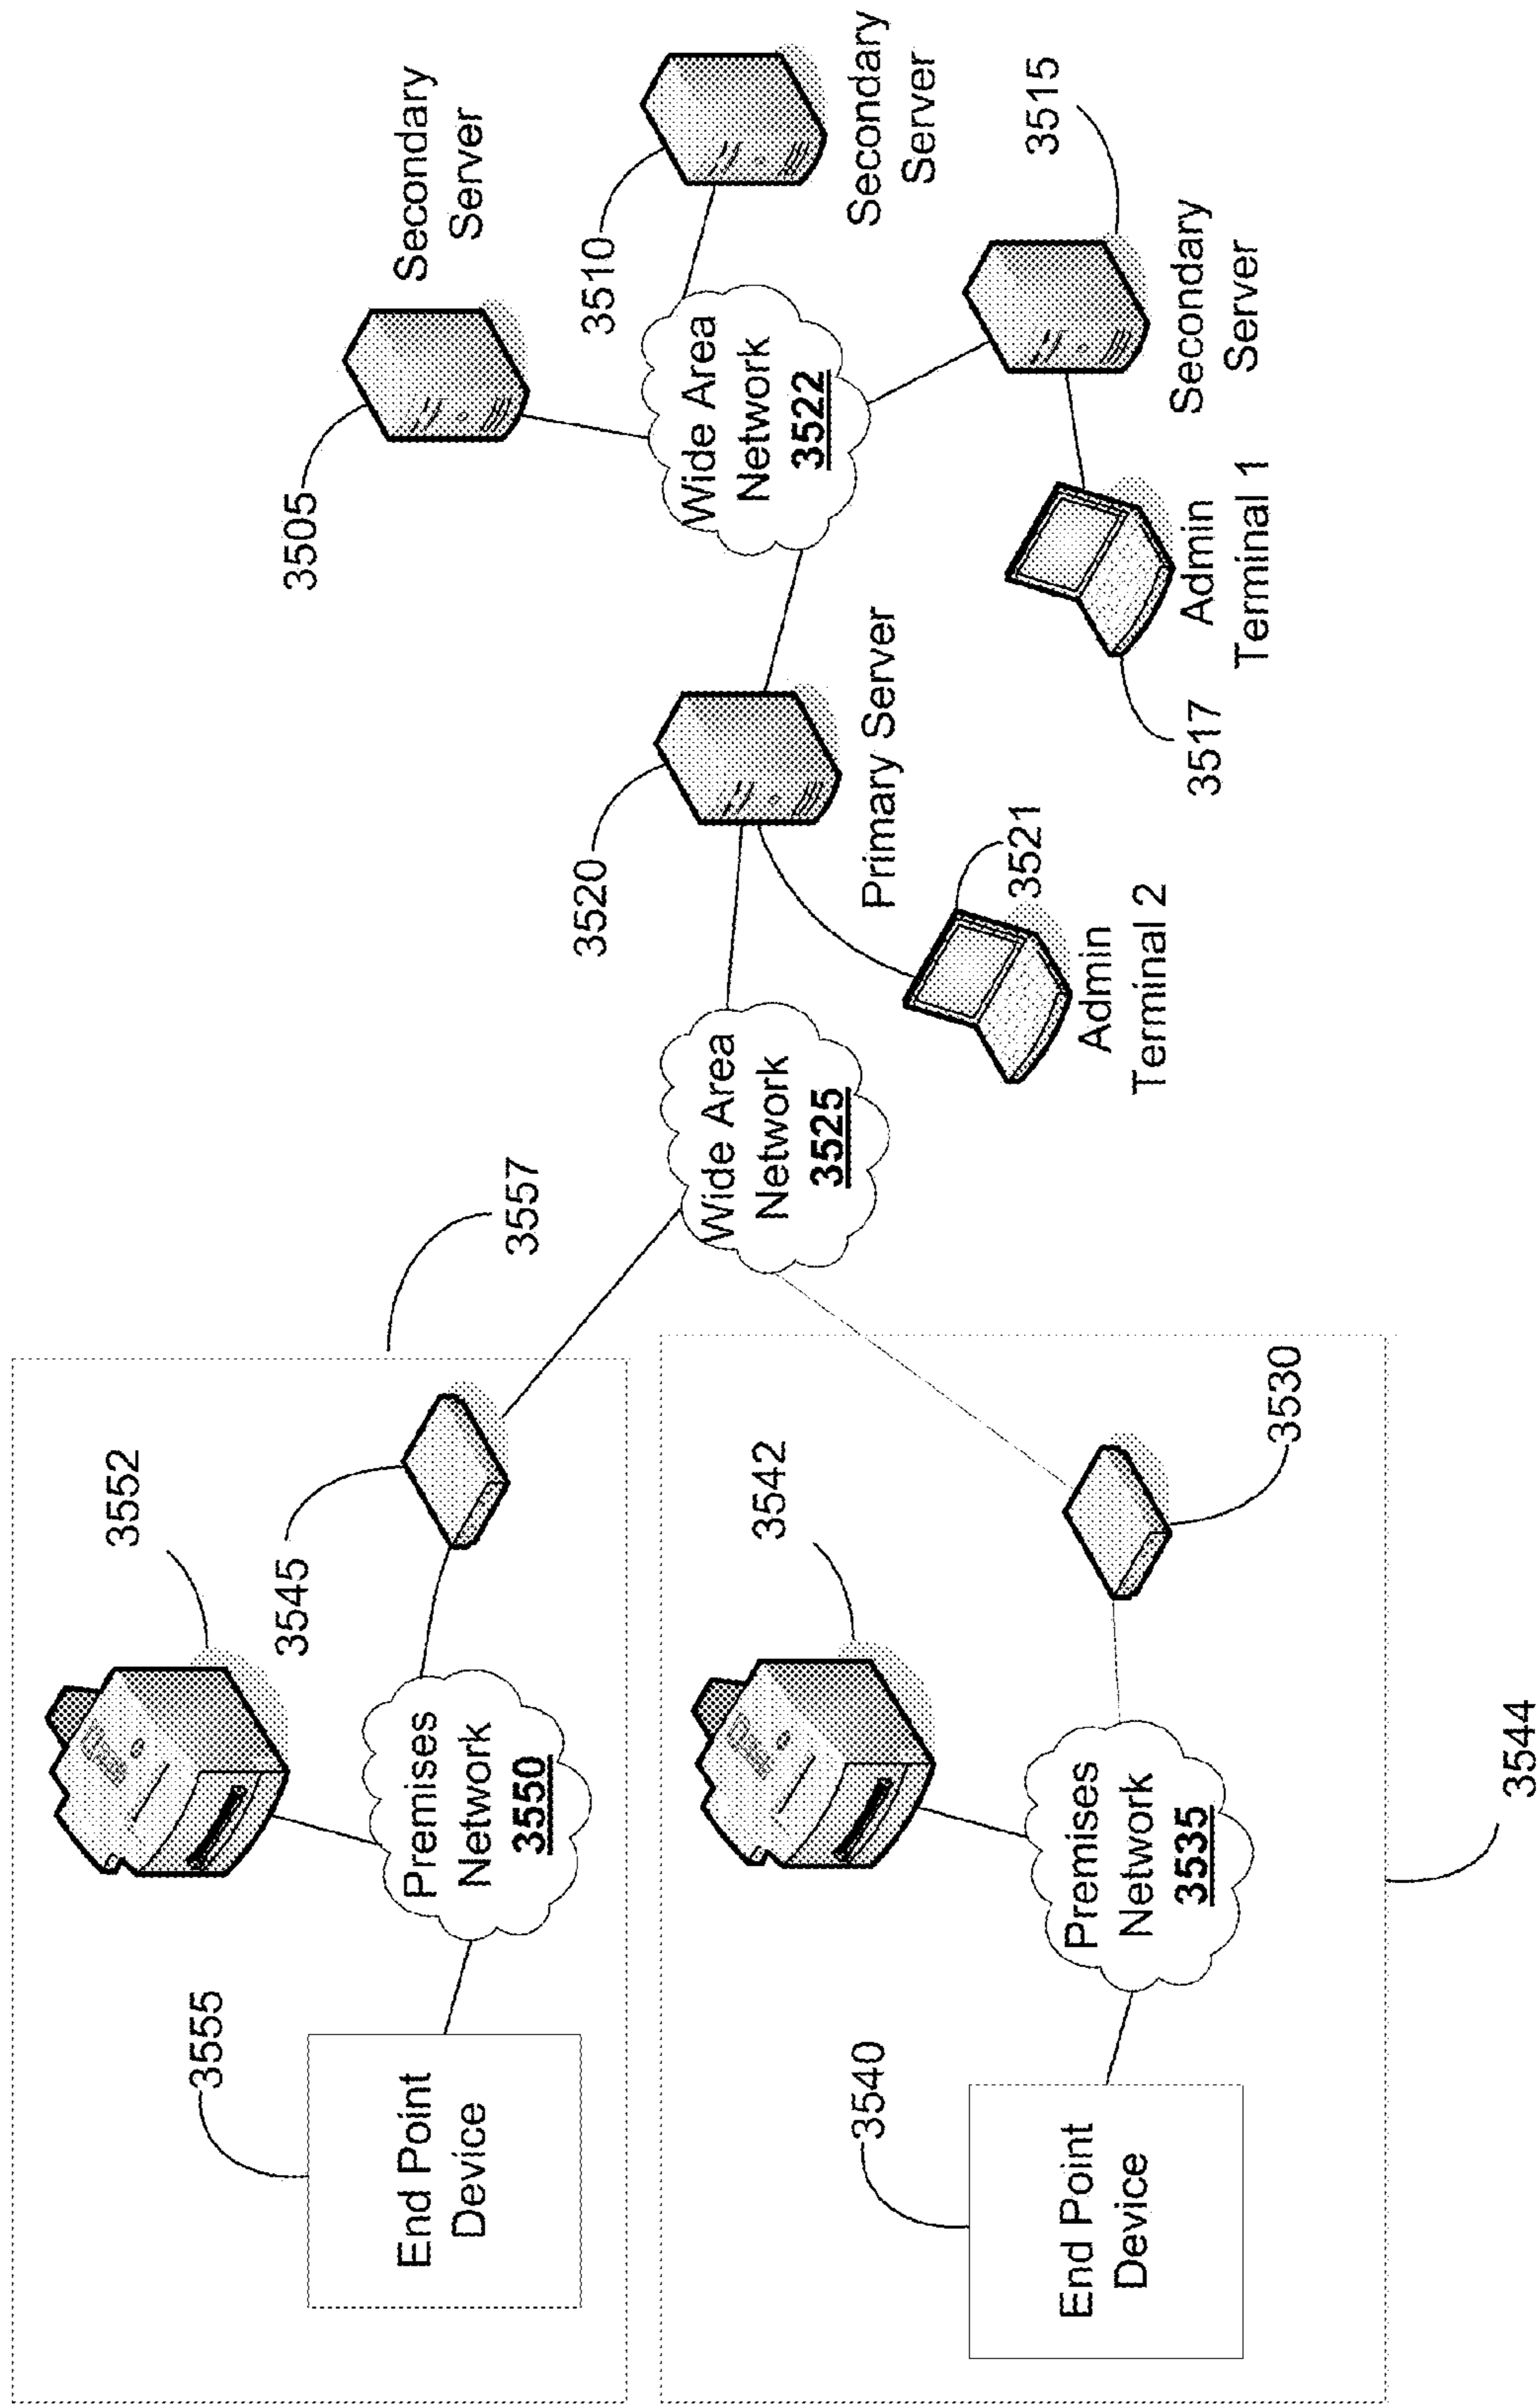 3555
End Point
Device
3552
3545
Premises
Network
3550
3557
3540
End Point
Device
3542
Premises
Network
3535
3530
3544
Wide Area
Network
3525
3520
Primary Server
3521
Admin
Terminal 2
3505
Secondary
Server
3510
Secondary
Server
Wide Area
Network
3522
3515
Secondary
Server
3517
Admin
Terminal 1